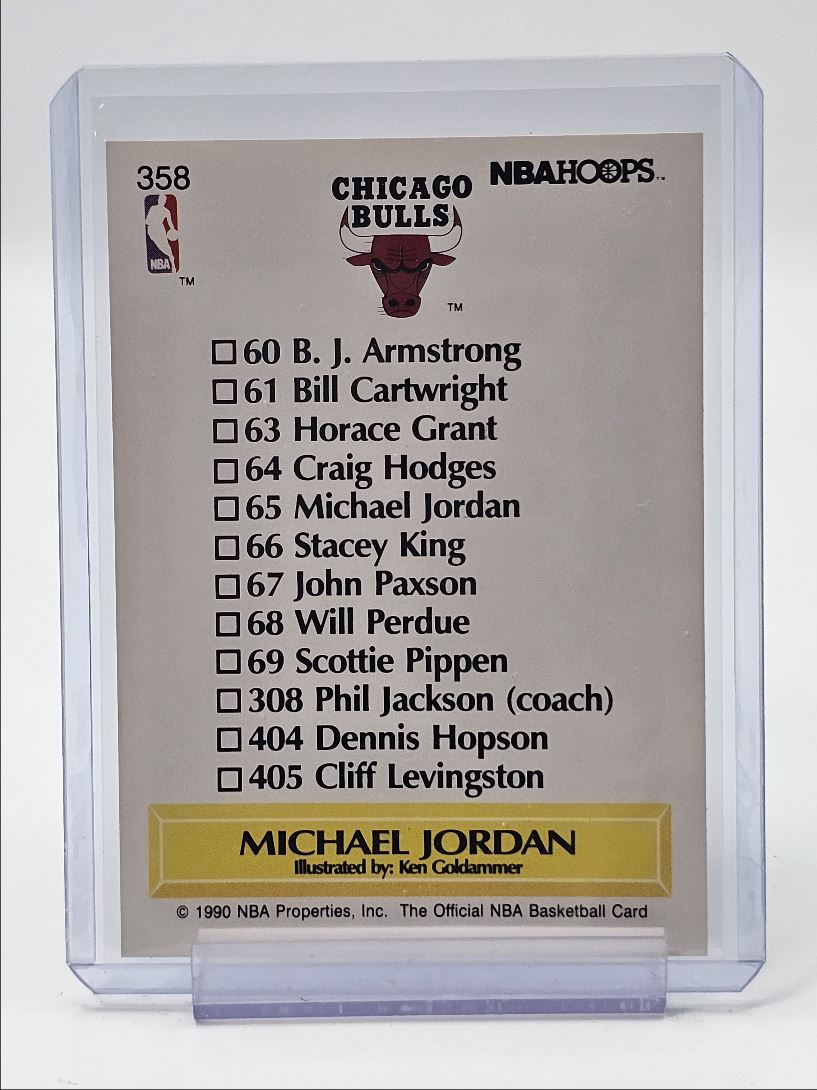 358
NBA HOOPS™
CHICAGO
BULLS
NBA
TM
TM
☐ 60 B. J. Armstrong
☐ 61 Bill Cartwright
☐ 63 Horace Grant
☐ 64 Craig Hodges
☐ 65 Michael Jordan
☐ 66 Stacey King
☐ 67 John Paxson
☐ 68 Will Perdue
☐ 69 Scottie Pippen
☐ 308 Phil Jackson (coach)
☐ 404 Dennis Hopson
☐ 405 Cliff Levingston
MICHAEL JORDAN
Illustrated by: Ken Goldammer
© 1990 NBA Properties, Inc. The Official NBA Basketball Card